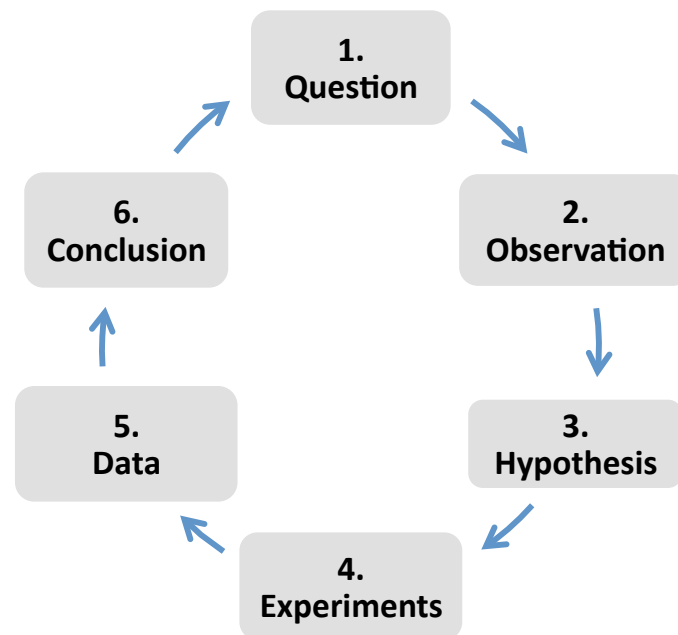 1.
Question
2.
Observation
3.
Hypothesis
4.
Experiments
5.
Data
6.
Conclusion